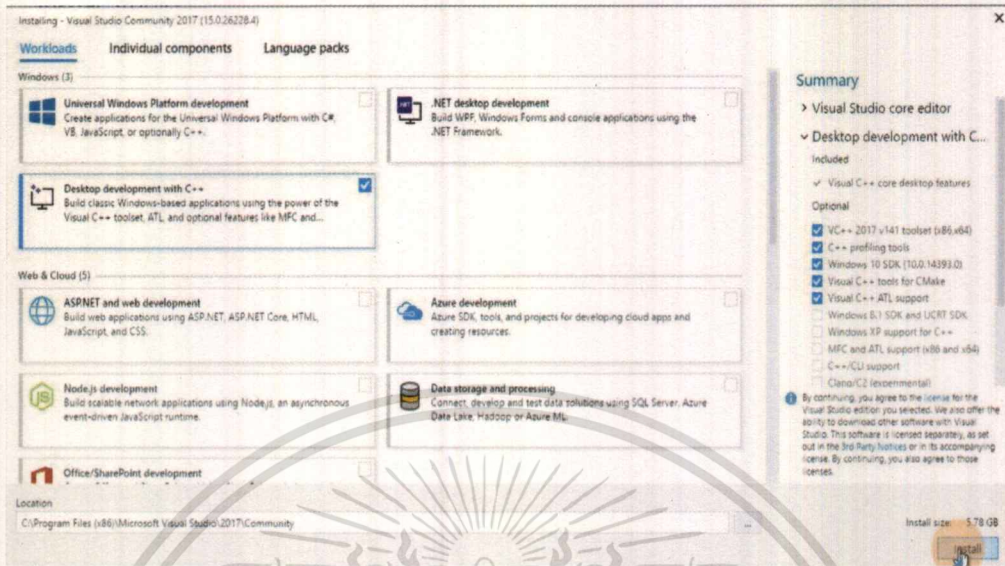 Installing - Visual Studio Community 2017 (15.0.26228.4)
Workloads Individual components Language packs
Windows (3)
Universal Windows Platform development
Create applications for the Universal Windows Platform with C#,
VB, JavaScript, or optionally C++.
.NET desktop development
Build WPF, Windows Forms and console applications using the
.NET Framework.
Desktop development with C++
Build classic Windows-based applications using the power of the
Visual C++ toolset, ATL, and optional features like MFC and...
Web & Cloud (5)
ASP.NET and web development
Build web applications using ASP.NET, ASP.NET Core, HTML,
JavaScript, and CSS.
Azure development
Azure SDK, tools, and projects for developing cloud apps and
creating resources.
Node.js development
Build scalable network applications using Node.js, an asynchronous
event-driven JavaScript runtime.
Data storage and processing
Connect, develop and test data solutions using SQL Server, Azure
Data Lake, Hadoop or Azure ML.
Office/SharePoint development
Location
C:\Program Files (x86)\Microsoft Visual Studio\2017\Community
...
Summary
Visual Studio core editor
Desktop development with C...
Included
Visual C++ core desktop features
Optional
VC++ 2017 v141 toolset (x86,x64)
C++ profiling tools
Windows 10 SDK (10.0.14393.0)
Visual C++ tools for CMake
Visual C++ ATL support
Windows 8.1 SDK and UCRT SDK
Windows XP support for C++
MFC and ATL support (x86 and x64)
C++/CLI support
Clang/C2 (experimental)
By continuing, you agree to the license for the
Visual Studio edition you selected. We also offer the
ability to download other software with Visual
Studio. This software is licensed separately, as set
out in the 3rd Party Notices or in its accompanying
license. By continuing, you also agree to those
licenses.
Install size: 5.78 GB
Install